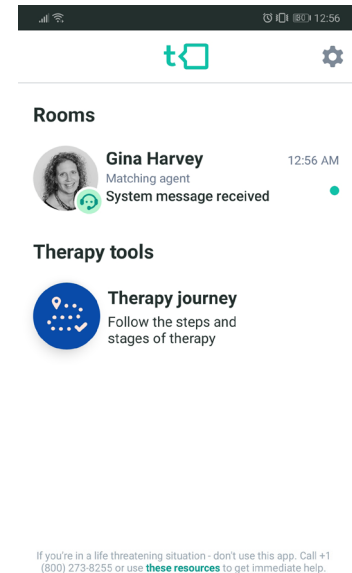 12:56
Rooms
Gina Harvey
12:56 AM
Matching agent
System message received
Therapy tools
Therapy journey
Follow the steps and
stages of therapy
If you're in a life threatening situation - don't use this app. Call +1
(800) 273-8255 or use these resources to get immediate help.